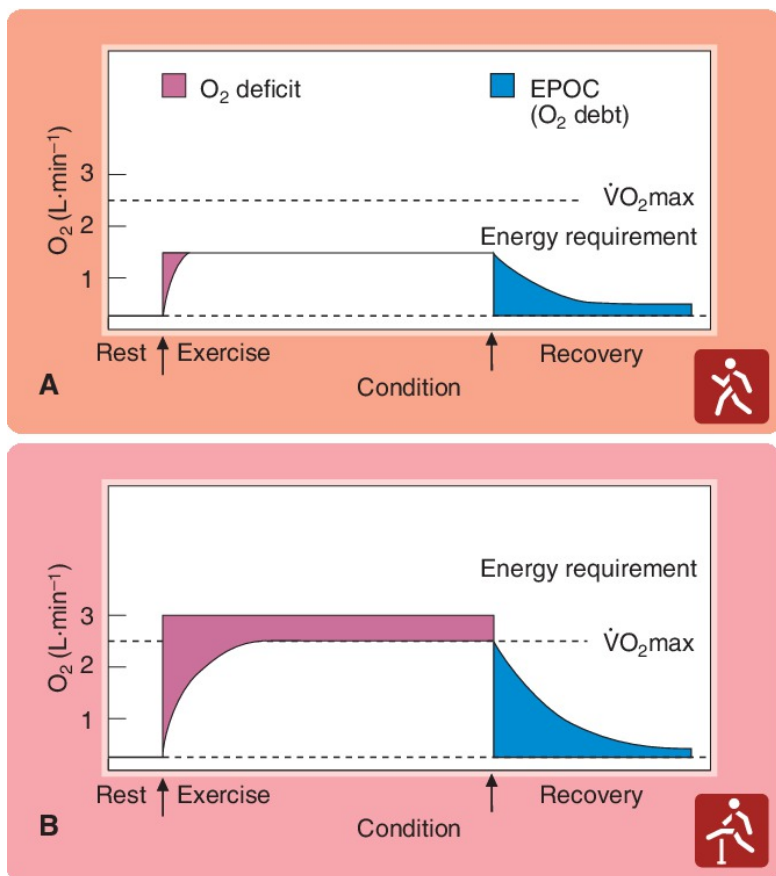 O₂ deficit
EPOC
(O₂ debt)
O₂ (L·min⁻¹)
3
2
1
V̇O₂max
Energy requirement
Rest
Exercise
Recovery
A
Condition
Energy requirement
O₂ (L·min⁻¹)
3
2
1
V̇O₂max
Rest
Exercise
Recovery
B
Condition